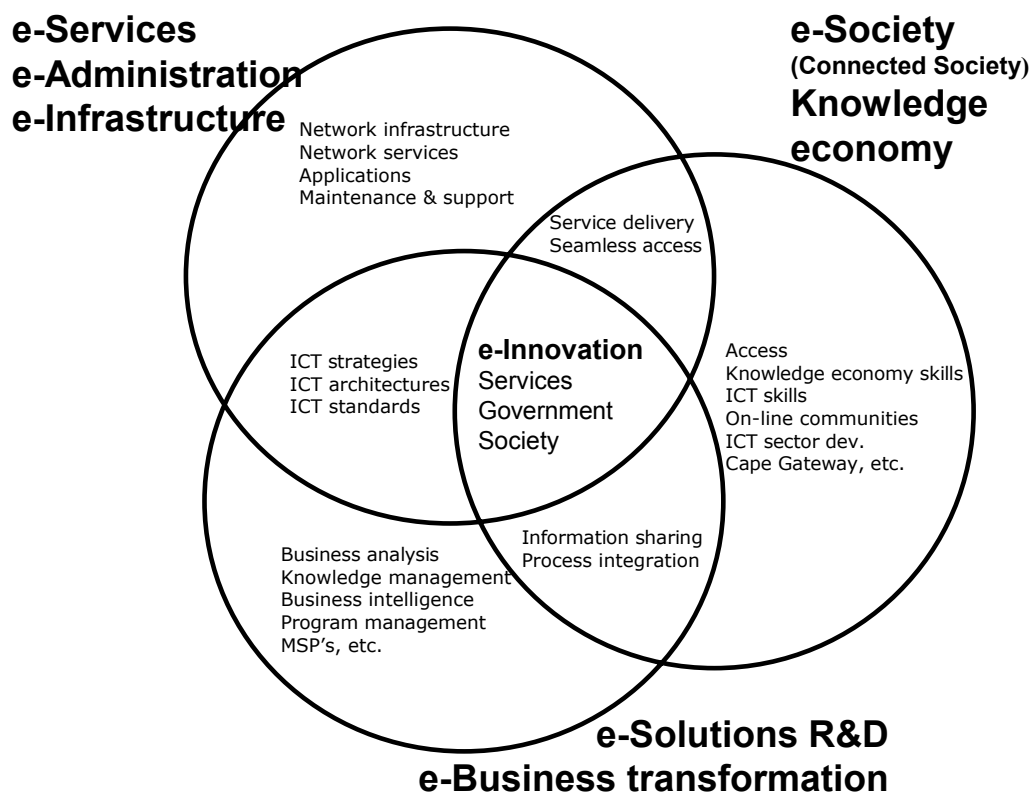 e-Services
e-Administration
e-Infrastructure
e-Society
(Connected Society)
Knowledge
economy
Network infrastructure
Network services
Applications
Maintenance & support
Service delivery
Seamless access
ICT strategies
ICT architectures
ICT standards
e-Innovation
Services
Government
Society
Access
Knowledge economy skills
ICT skills
On-line communities
ICT sector dev.
Cape Gateway, etc.
Information sharing
Process integration
Business analysis
Knowledge management
Business intelligence
Program management
MSP's, etc.
e-Solutions R&D
e-Business transformation